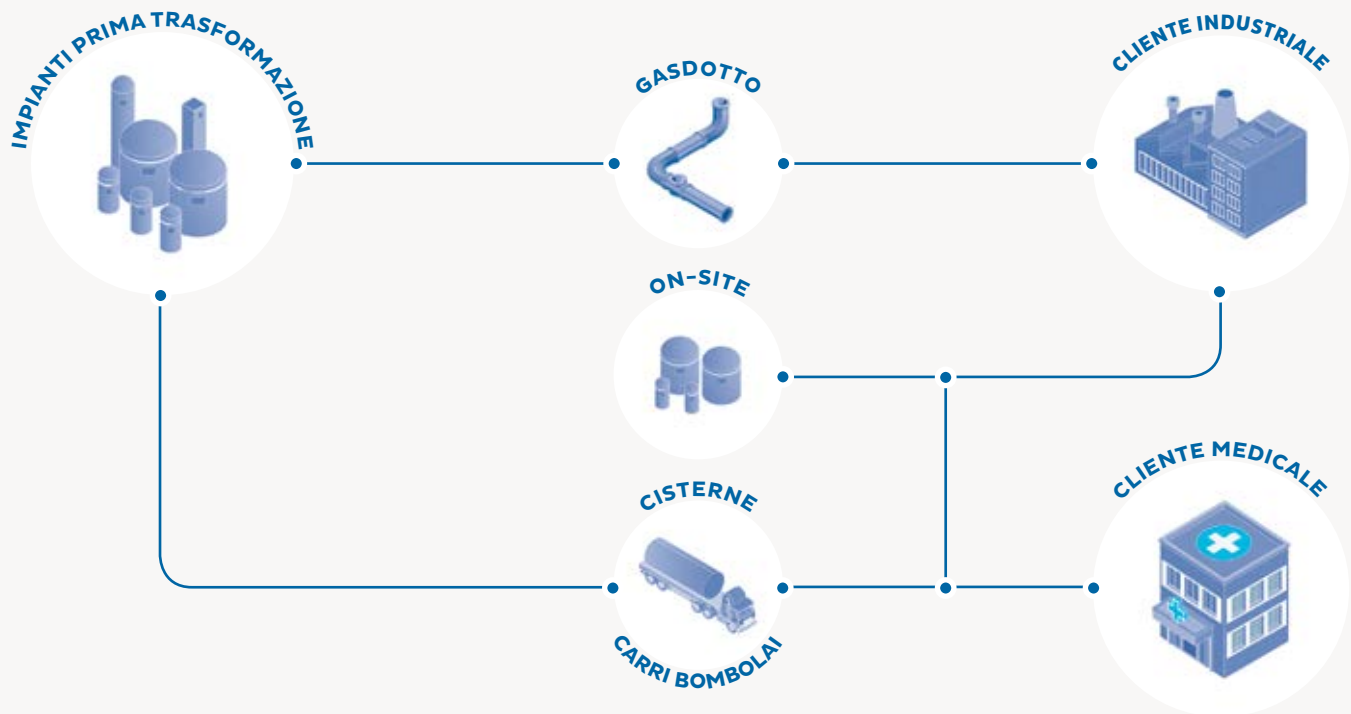 IMPIANTI PRIMA TRASFORMAZIONE
GASDOTTO
CLIENTE INDUSTRIALE
ON-SITE
CISTERNE
CARRI BOMBOLAI
CLIENTE MEDICALE